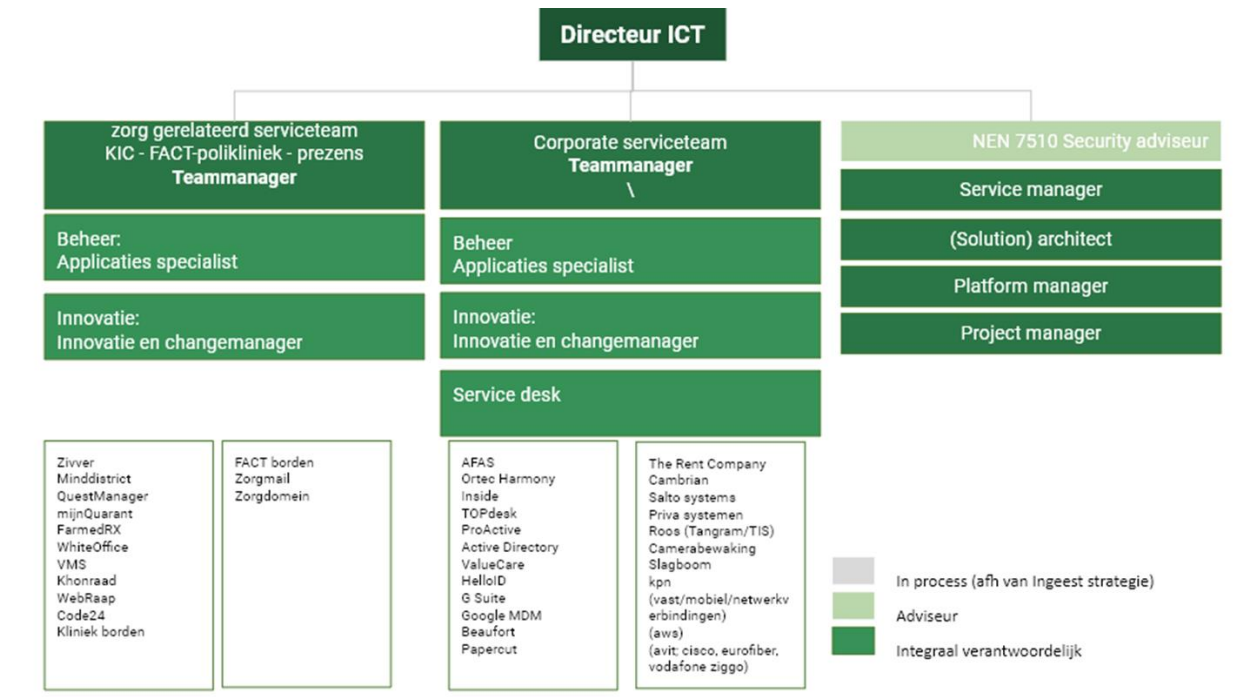 Directeur ICT
zorg gerelateerd serviceteam
KIC - FACT-polikliniek - prezens
Teammanager
Beheer:
Applicaties specialist
Innovatie:
Innovatie en changemanager
Corporate serviceteam
Teammanager
\
Beheer
Applicaties specialist
Innovatie:
Innovatie en changemanager
Service desk
NEN 7510 Security adviseur
Service manager
(Solution) architect
Platform manager
Project manager
Zivver
Minddistrict
QuestManager
mijnQuarant
FarmedRX
WhiteOffice
VMS
Khonraad
WebRaap
Code24
Kliniek borden
FACT borden
Zorgmail
Zorgdomein
AFAS
Ortec Harmony
Inside
TOPdesk
ProActive
Active Directory
ValueCare
HelloID
G Suite
Google MDM
Beaufort
Papercut
The Rent Company
Cambrian
Salto systems
Priva systemen
Roos (Tangram/TIS)
Camerabewaking
Slagboom
kpn
(vast/mobiel/netwerkv
erbindingen)
(aws)
(avit; cisco, eurofiber,
vodafone ziggo)
In process (afh van Ingeest strategie)
Adviseur
Integraal verantwoordelijk